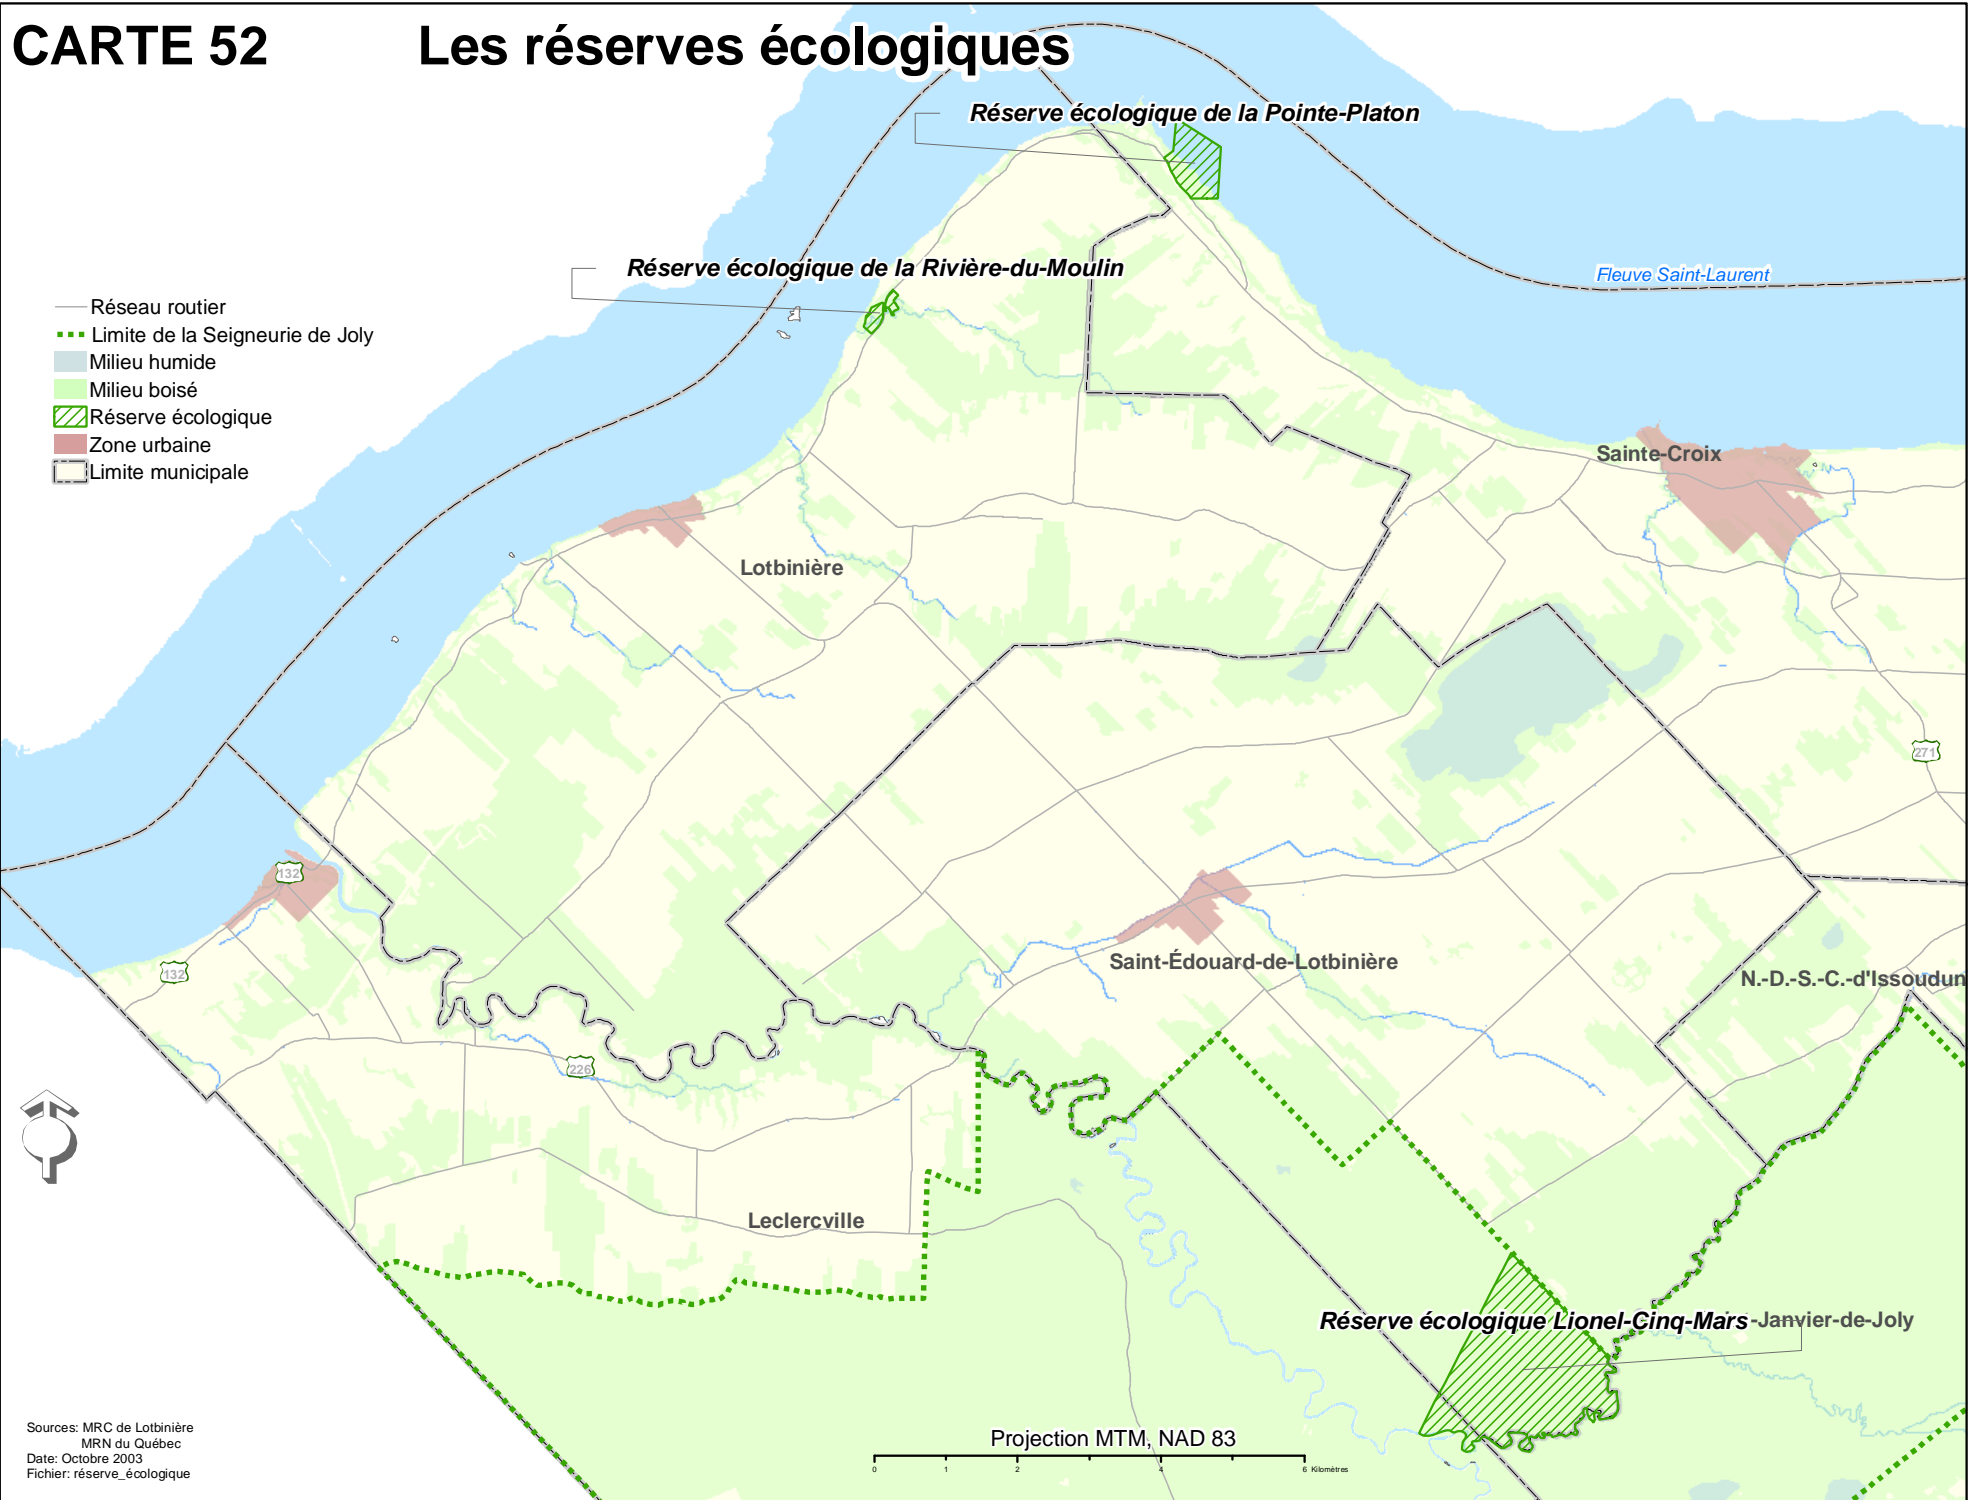 CARTE 52 Les réserves écologiques
Réserve écologique de la Pointe-Platon
Réserve écologique de la Rivière-du-Moulin
Fleuve Saint-Laurent
Réseau routier
Limite de la Seigneurie de Joly
Milieu humide
Milieu boisé
Réserve écologique
Zone urbaine
Limite municipale
Sainte-Croix
Lotbinière
271
132
132
Saint-Édouard-de-Lotbinière
N.-D.-S.-C.-d'Issoudun
226
Leclercville
Réserve écologique Lionel-Cinq-Mars
-Janvier-de-Joly
Sources: MRC de Lotbinière
MRN du Québec
Date: Octobre 2003
Fichier: réserve_écologique
Projection MTM, NAD 83
0 1 2 4 6 Kilomètres